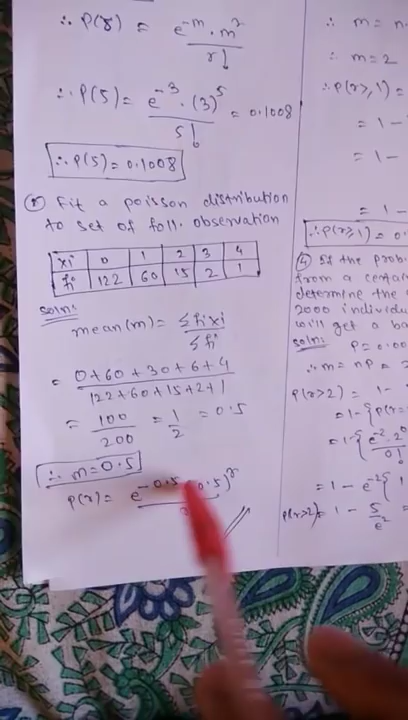 ∴ P(r) = e^-m . m^r / r!
∴ P(5) = e^-3 . (3)^5 / 5! = 0.1008
∴ P(5) = 0.1008
② Fit a poisson distribution
to set of foll. observation
xi 0 1 2 3 4
fi 122 60 15 2 1
Soln:
mean(m) = Σfixi / Σfi
= 0+60+30+6+4 / 122+60+15+2+1
= 100/200 = 1/2 = 0.5
∴ m = 0.5
P(r) = e^-0.5 (0.5)^r
∴ m = n
∴ m = 2
∴ P(r≥1) =
= 1 -
= 1 -
= 1 -
∴ P(r≥1) = 0.
④ If the prob
from a certai
determine the
2000 individu
will get a ba
Soln: P = 0.00
∴ m = np =
P(r>2) = 1 -
= 1 - { P(r=
= 1 - { e^-2 . 2^0 / 0!
= 1 - e^-2 { 1
P(r>2) = 1 - 5/e^2 =